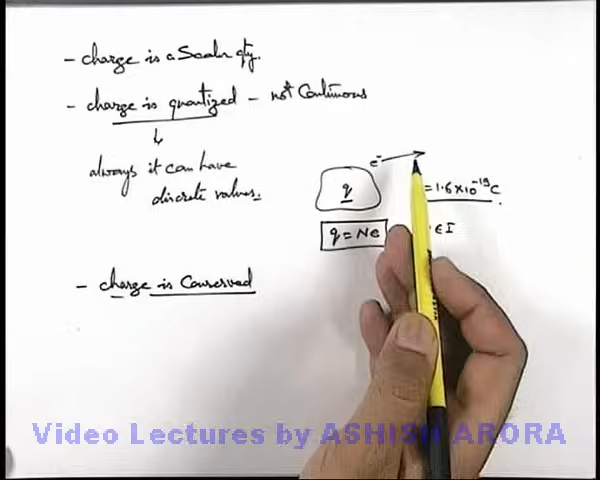 - charge is a Scalar qty.
- charge is quantized - not Continuous
always it can have
discrete values.
e⁻
q
= 1.6×10⁻¹⁹C
q = Ne
∈ I
- charge is Conserved
Video Lectures by ASHISH ARORA